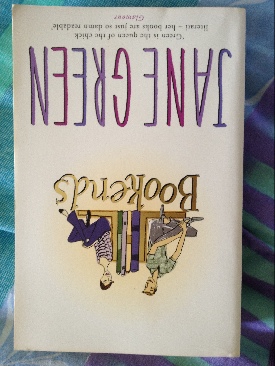 'Green is the queen of the chick
literati – her books are just so damn readable
Glamour
JANE GREEN
Bookends